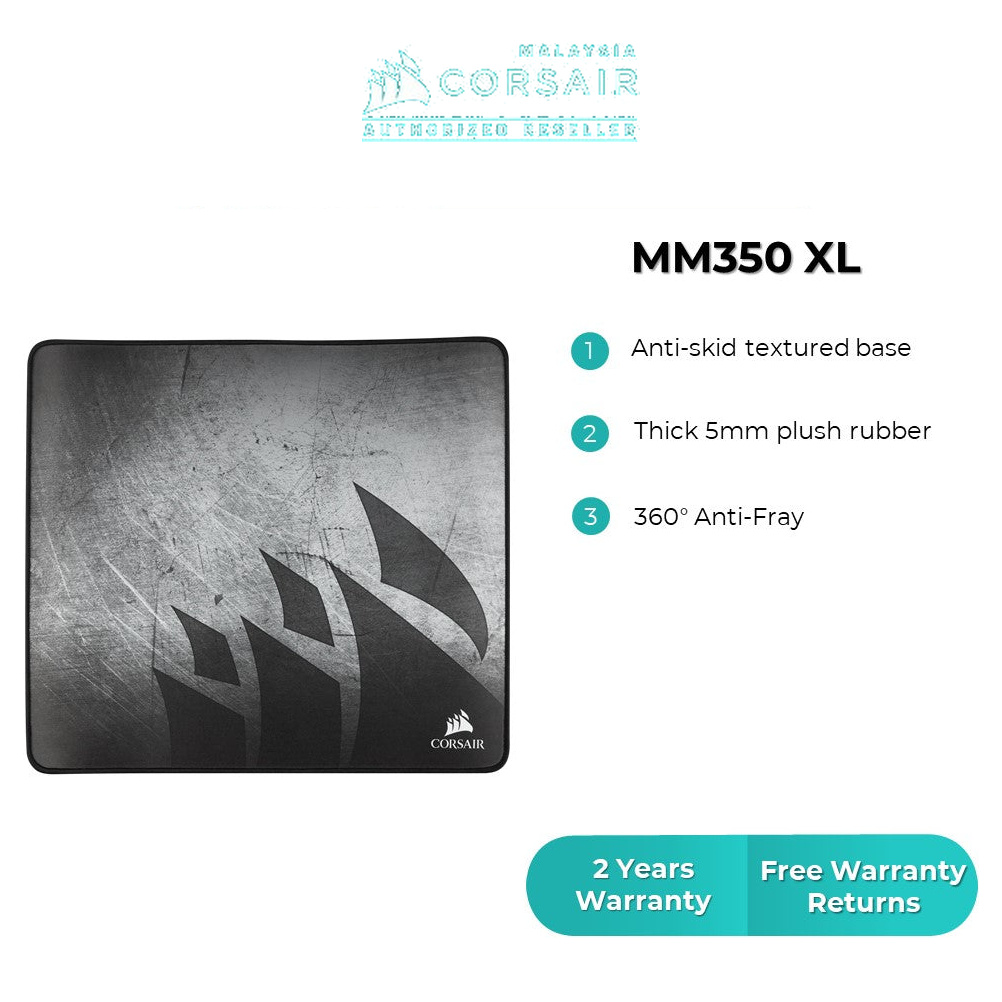 MALAYSIA
CORSAIR
AUTHORIZED RESELLER
MM350 XL
1 Anti-skid textured base
2 Thick 5mm plush rubber
3 360° Anti-Fray
CORSAIR
2 Years
Warranty
Free Warranty
Returns